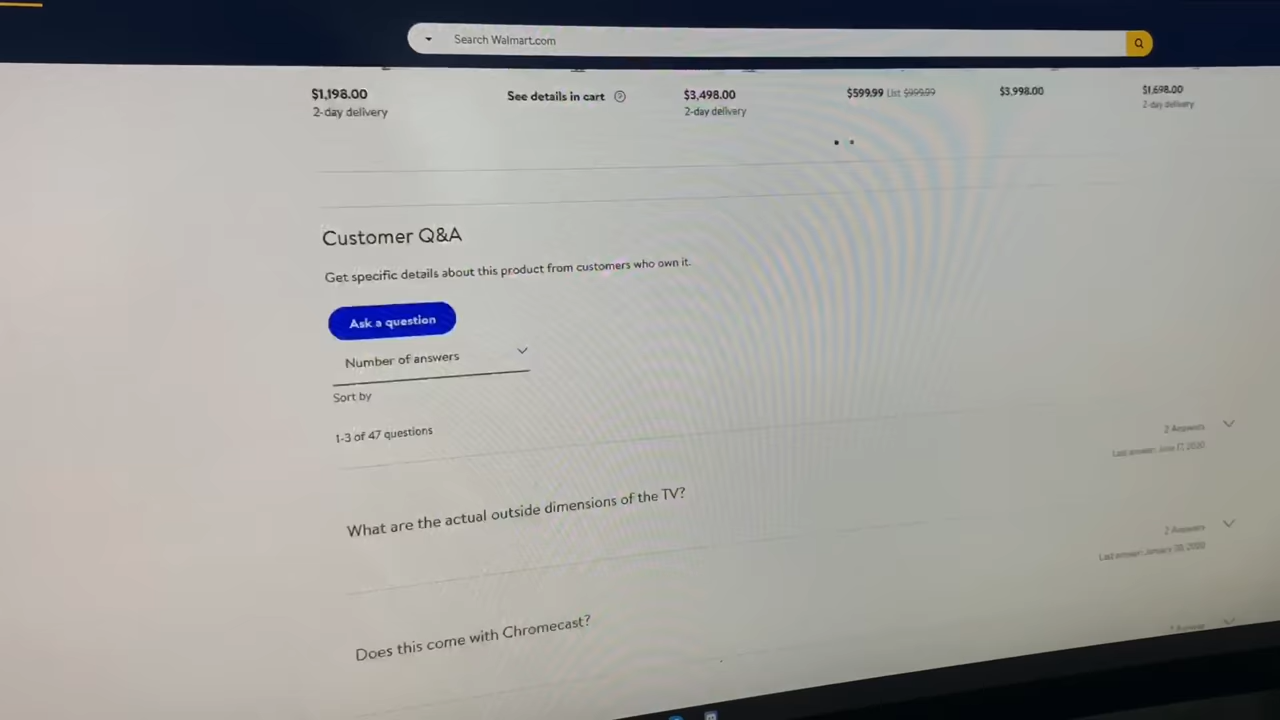 Search Walmart.com
$1,198.00
See details in cart
$3,498.00
$599.99 List $999.99
$3,998.00
$1,698.00
2-day delivery
2-day delivery
2-day delivery
Customer Q&A
Get specific details about this product from customers who own it.
Ask a question
Number of answers
Sort by
1-3 of 47 questions
2 Answers
Last answer: June 17, 2020
What are the actual outside dimensions of the TV?
2 Answers
Last answer: January 30, 2020
Does this come with Chromecast?